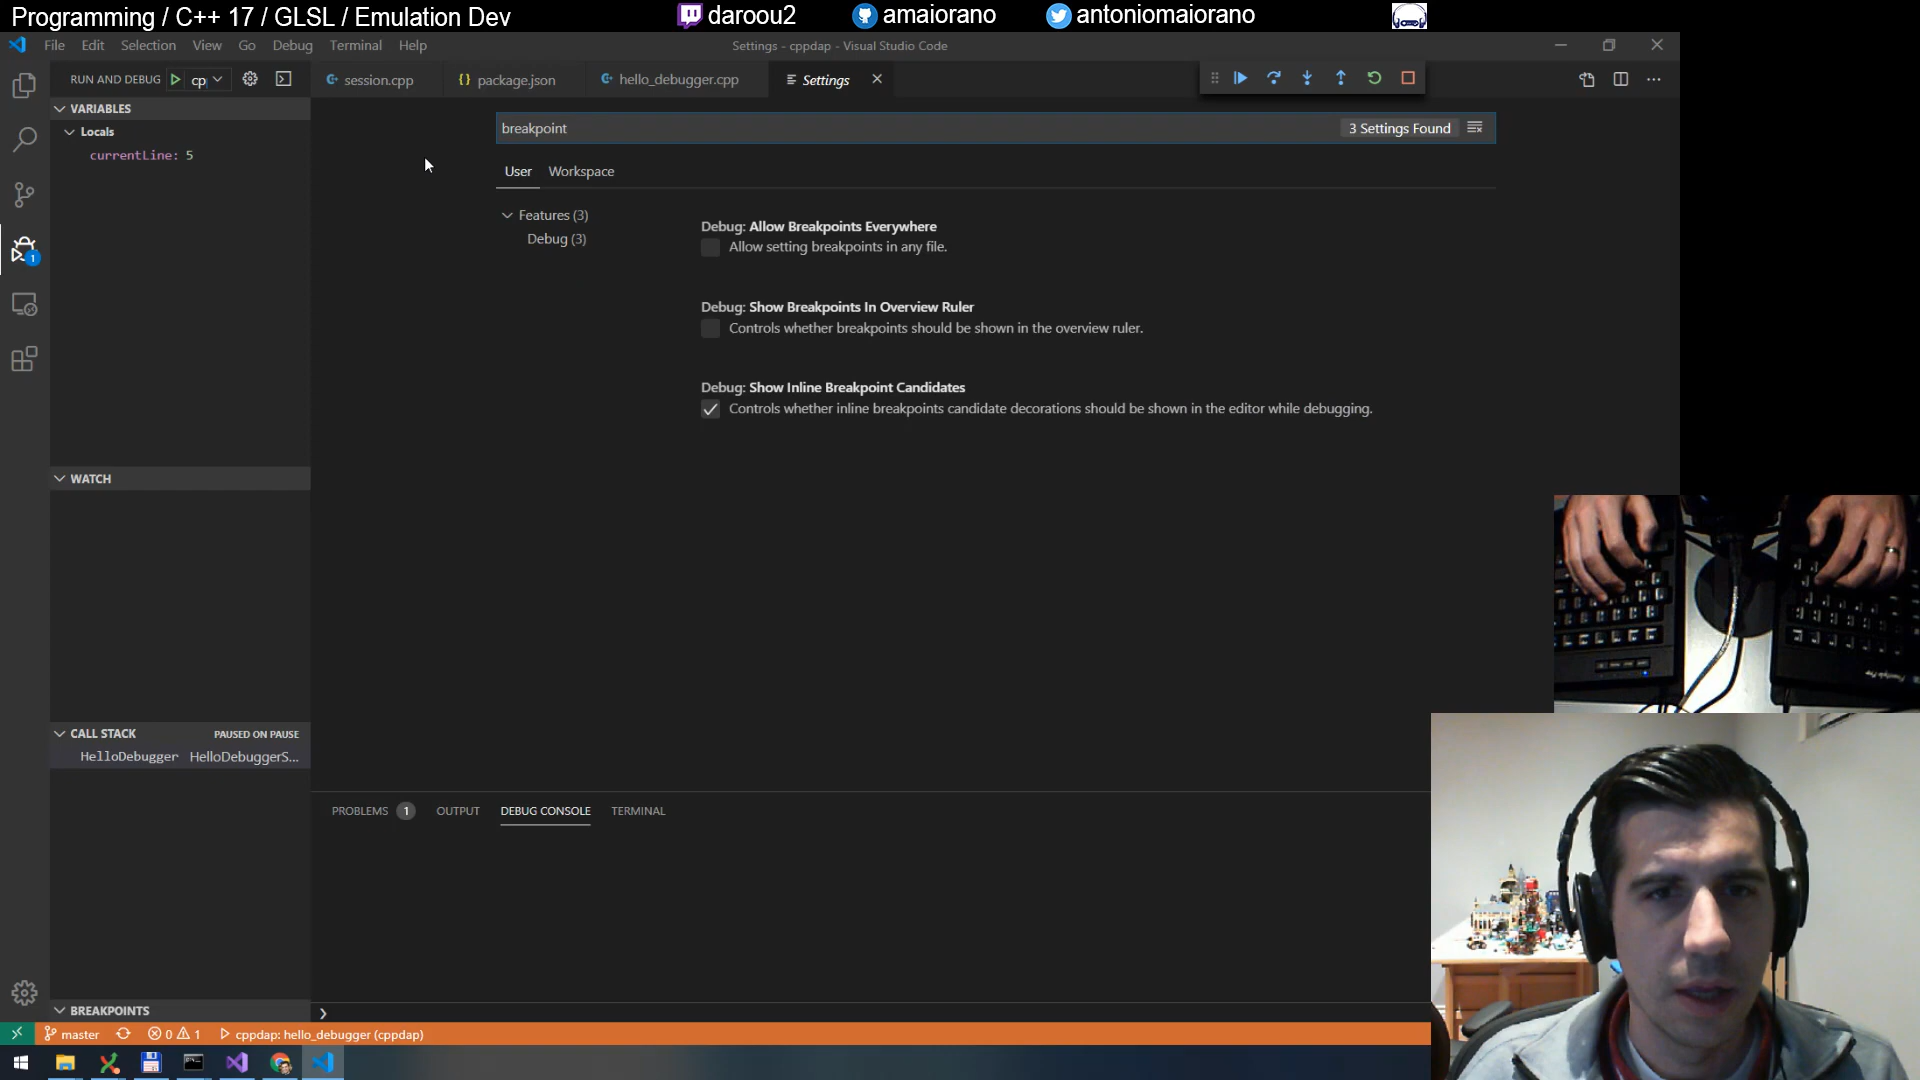 Programming / C++ 17 / GLSL / Emulation Dev
daroou2
amaiorano
antoniomaiorano
File Edit Selection View Go Debug Terminal Help
Settings - cppdap - Visual Studio Code
RUN AND DEBUG
cp
session.cpp
package.json
hello_debugger.cpp
Settings
VARIABLES
Locals
currentLine: 5
breakpoint
3 Settings Found
User Workspace
Features (3)
Debug (3)
Debug: Allow Breakpoints Everywhere
Allow setting breakpoints in any file.
Debug: Show Breakpoints In Overview Ruler
Controls whether breakpoints should be shown in the overview ruler.
Debug: Show Inline Breakpoint Candidates
Controls whether inline breakpoints candidate decorations should be shown in the editor while debugging.
WATCH
CALL STACK PAUSED ON PAUSE
HelloDebugger HelloDebuggerS...
PROBLEMS 1 OUTPUT DEBUG CONSOLE TERMINAL
BREAKPOINTS
master 0 1 cppdap: hello_debugger (cppdap)
1